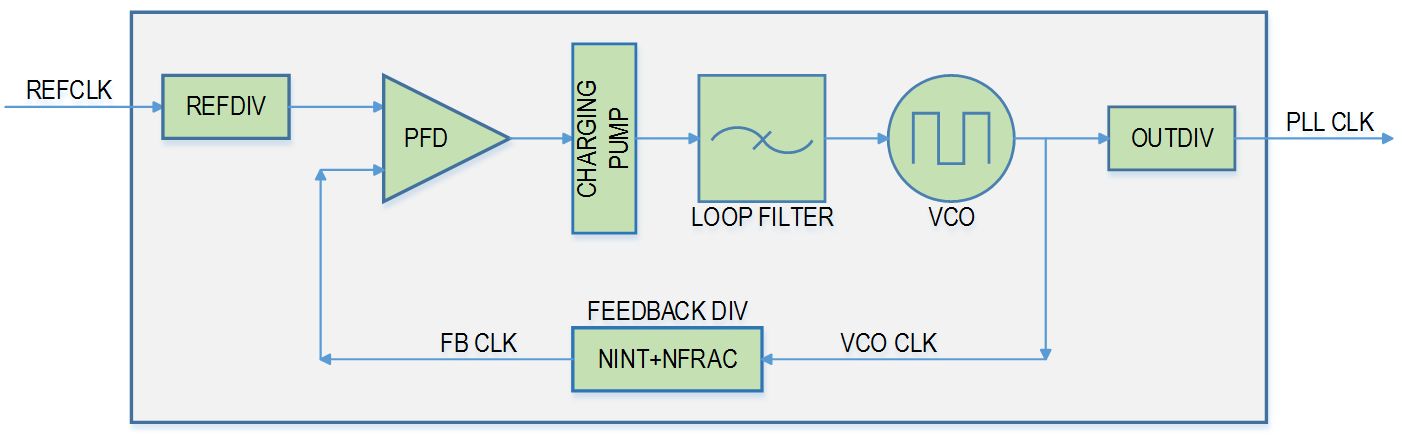 REFCLK
REFDIV
PFD
CHARGING
PUMP
LOOP FILTER
VCO
OUTDIV
PLL CLK
FEEDBACK DIV
FB CLK
NINT+NFRAC
VCO CLK